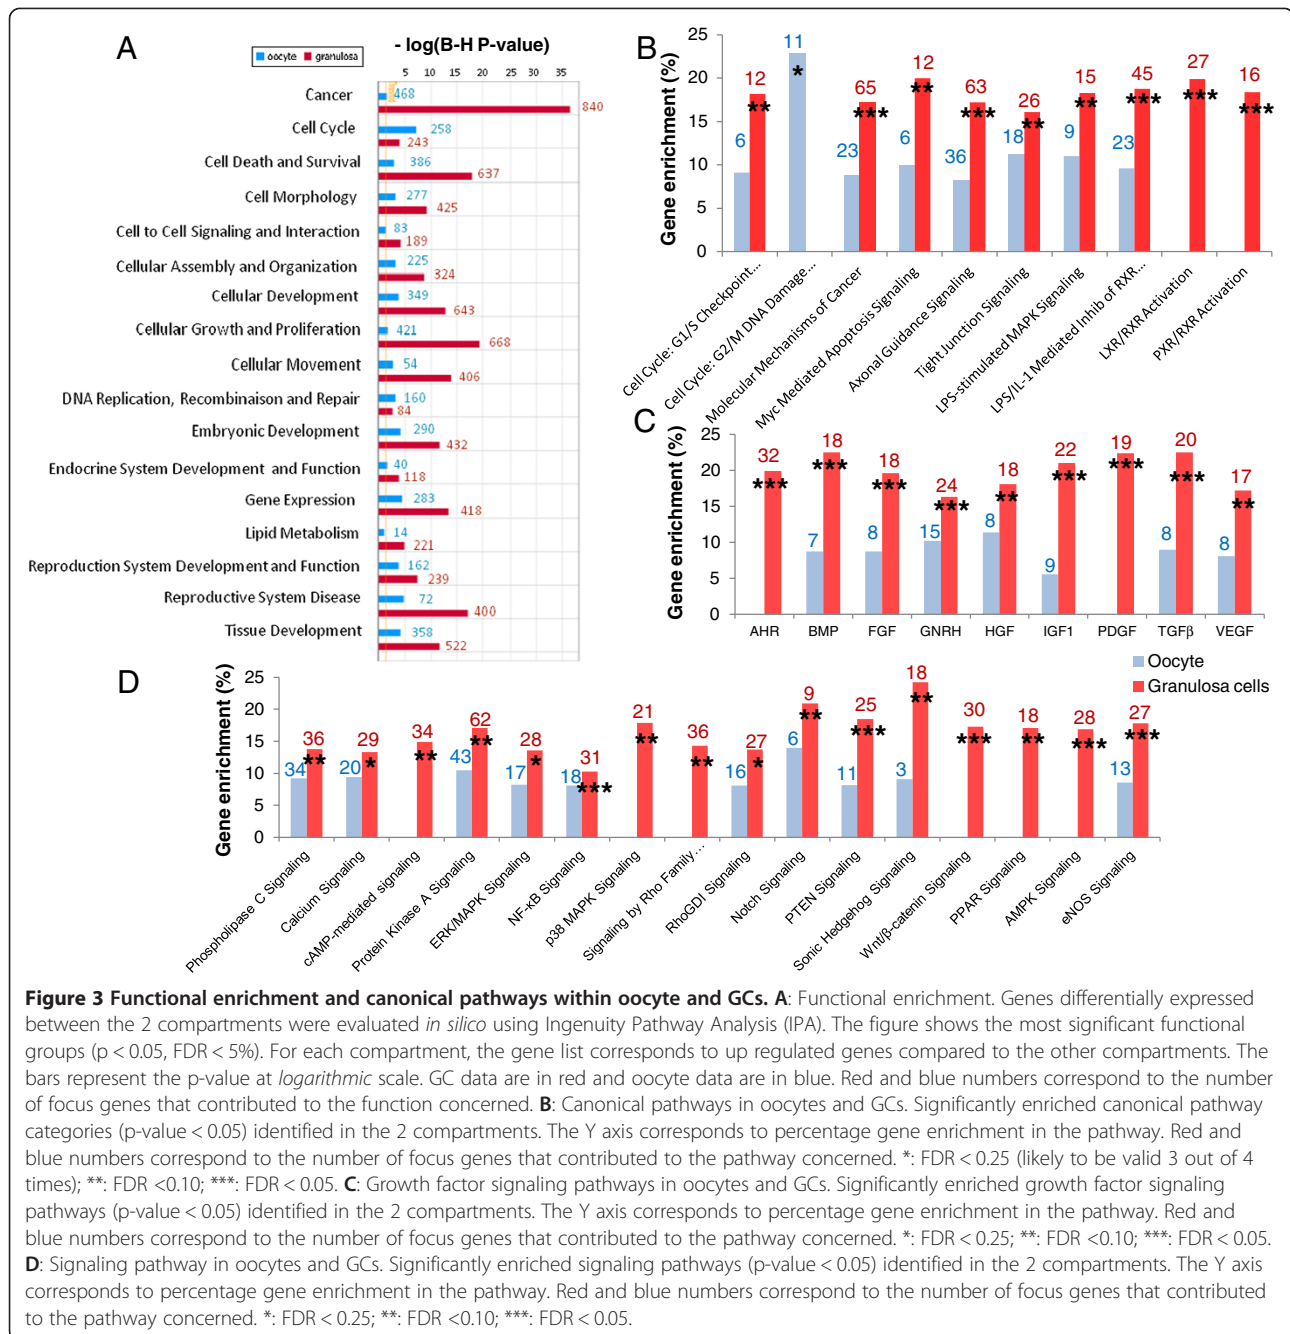 A
- log(B-H P-value)
oocyte granulosa
5 10 15 20 25 30 35
Cancer 468 840
Cell Cycle 258 243
Cell Death and Survival 386 637
Cell Morphology 277 425
Cell to Cell Signaling and Interaction 83 189
Cellular Assembly and Organization 225 324
Cellular Development 349 643
Cellular Growth and Proliferation 421 668
Cellular Movement 54 406
DNA Replication, Recombinaison and Repair 160 84
Embryonic Development 290 432
Endocrine System Development and Function 40 118
Gene Expression 283 418
Lipid Metabolism 14 221
Reproduction System Development and Function 162 239
Reproductive System Disease 72 400
Tissue Development 358 522
B
Gene enrichment (%)
25
20
15
10
5
0
6 12 **
11 *
23 65 ***
6 12 **
36 63 ***
18 26 **
9 15 **
23 45 ***
27 ***
16 ***
Cell Cycle: G1/S Checkpoint...
Cell Cycle: G2/M DNA Damage...
Molecular Mechanisms of Cancer
Myc Mediated Apoptosis Signaling
Axonal Guidance Signaling
Tight Junction Signaling
LPS-stimulated MAPK Signaling
LPS/IL-1 Mediated Inhib of RXR...
LXR/RXR Activation
PXR/RXR Activation
C
Gene enrichment (%)
25
20
15
10
5
0
32 ***
7 18 ***
8 18 ***
15 24 ***
8 18 **
9 22 ***
19 ***
8 20 ***
8 17 **
AHR BMP FGF GNRH HGF IGF1 PDGF TGFβ VEGF
Oocyte
Granulosa cells
D
Gene enrichment (%)
25
20
15
10
5
0
34 36 **
20 29 *
34 **
43 62 **
17 28 *
18 31 ***
21 **
36 **
16 27 *
6 9 **
11 25 ***
3 18 **
30 ***
18 **
28 ***
13 27 ***
Phospholipase C Signaling
Calcium Signaling
cAMP-mediated signaling
Protein Kinase A Signaling
ERK/MAPK Signaling
NF-κB Signaling
p38 MAPK Signaling
Signaling by Rho Family...
RhoGDI Signaling
Notch Signaling
PTEN Signaling
Sonic Hedgehog Signaling
Wnt/β-catenin Signaling
PPAR Signaling
AMPK Signaling
eNOS Signaling
Figure 3 Functional enrichment and canonical pathways within oocyte and GCs. A: Functional enrichment. Genes differentially expressed
between the 2 compartments were evaluated in silico using Ingenuity Pathway Analysis (IPA). The figure shows the most significant functional
groups (p < 0.05, FDR < 5%). For each compartment, the gene list corresponds to up regulated genes compared to the other compartments. The
bars represent the p-value at logarithmic scale. GC data are in red and oocyte data are in blue. Red and blue numbers correspond to the number
of focus genes that contributed to the function concerned. B: Canonical pathways in oocytes and GCs. Significantly enriched canonical pathway
categories (p-value < 0.05) identified in the 2 compartments. The Y axis corresponds to percentage gene enrichment in the pathway. Red and
blue numbers correspond to the number of focus genes that contributed to the pathway concerned. *: FDR < 0.25 (likely to be valid 3 out of 4
times); **: FDR <0.10; ***: FDR < 0.05. C: Growth factor signaling pathways in oocytes and GCs. Significantly enriched growth factor signaling
pathways (p-value < 0.05) identified in the 2 compartments. The Y axis corresponds to percentage gene enrichment in the pathway. Red and
blue numbers correspond to the number of focus genes that contributed to the pathway concerned. *: FDR < 0.25; **: FDR <0.10; ***: FDR < 0.05.
D: Signaling pathway in oocytes and GCs. Significantly enriched signaling pathways (p-value < 0.05) identified in the 2 compartments. The Y axis
corresponds to percentage gene enrichment in the pathway. Red and blue numbers correspond to the number of focus genes that contributed
to the pathway concerned. *: FDR < 0.25; **: FDR <0.10; ***: FDR < 0.05.